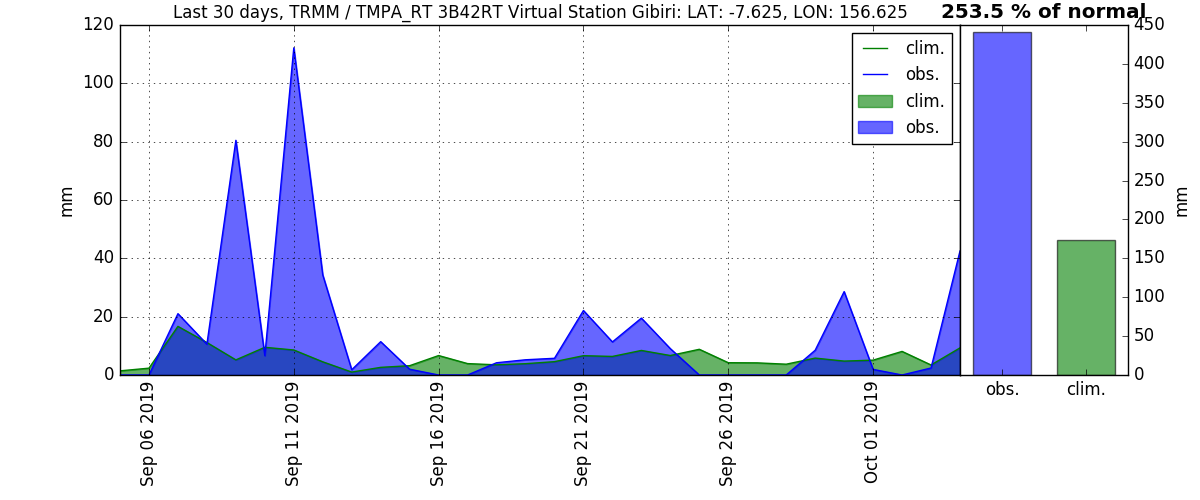 Last 30 days, TRMM / TMPA_RT 3B42RT Virtual Station Gibiri: LAT: -7.625, LON: 156.625
253.5 % of normal
120
100
80
60
40
20
0
mm
clim.
obs.
clim.
obs.
Sep 06 2019
Sep 11 2019
Sep 16 2019
Sep 21 2019
Sep 26 2019
Oct 01 2019
450
400
350
300
250
200
150
100
50
0
mm
obs.
clim.